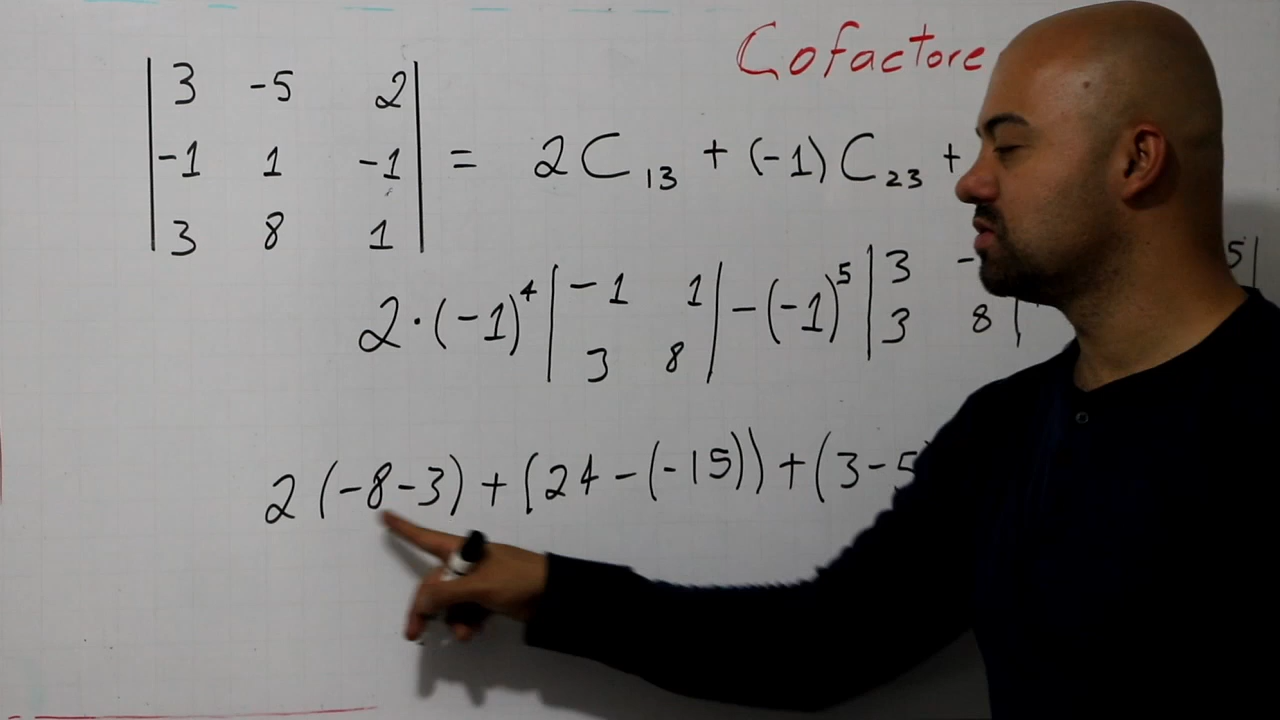 Cofactore
| 3 -5 2 |
| -1 1 -1 | = 2C₁₃ + (-1)C₂₃ +
| 3 8 1 |
2·(-1)⁴ | -1 1 | -(-1)⁵ | 3 - 5 |
| 3 8 | | 3 8 |
2(-8-3)+(24-(-15))+(3-5